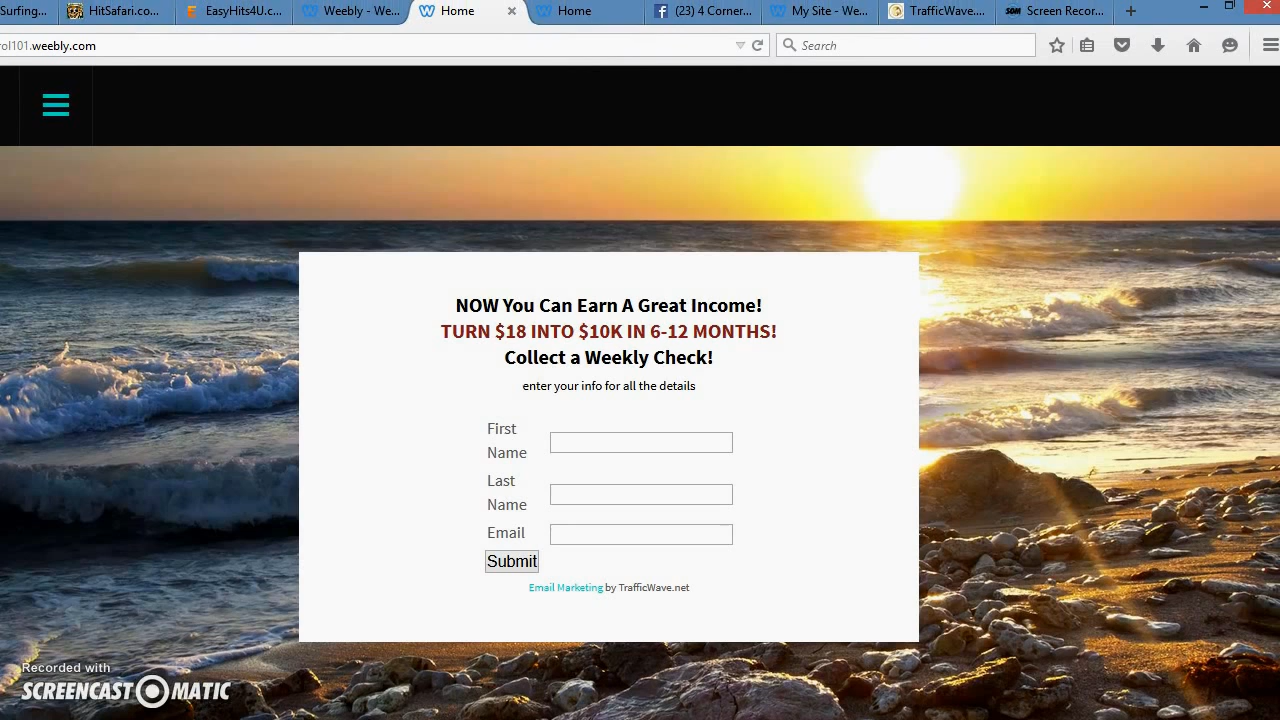 Surfing...
HitSafari.co...
EasyHits4U.c...
Weebly - We...
Home
Home
(23) 4 Corner...
My Site - We...
TrafficWave....
Screen Recor...
ol101.weebly.com
Search
NOW You Can Earn A Great Income!
TURN $18 INTO $10K IN 6-12 MONTHS!
Collect a Weekly Check!
enter your info for all the details
First
Name
Last
Name
Email
Submit
Email Marketing by TrafficWave.net
Recorded with
SCREENCAST-O-MATIC